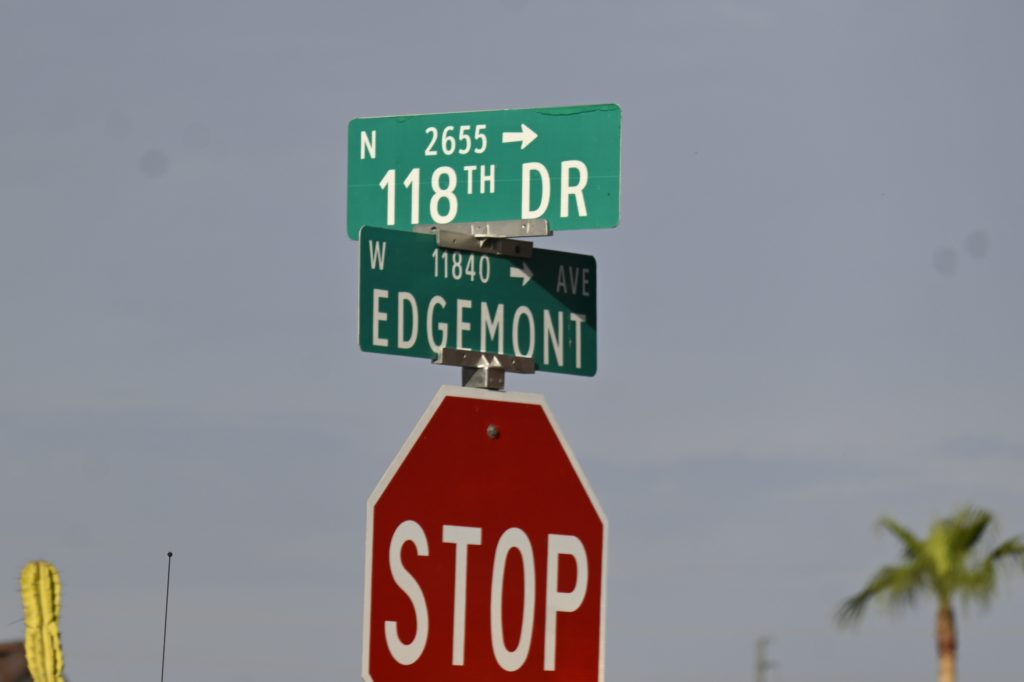 N 2655 →
118TH DR
W 11840 → AVE
EDGEMONT
STOP